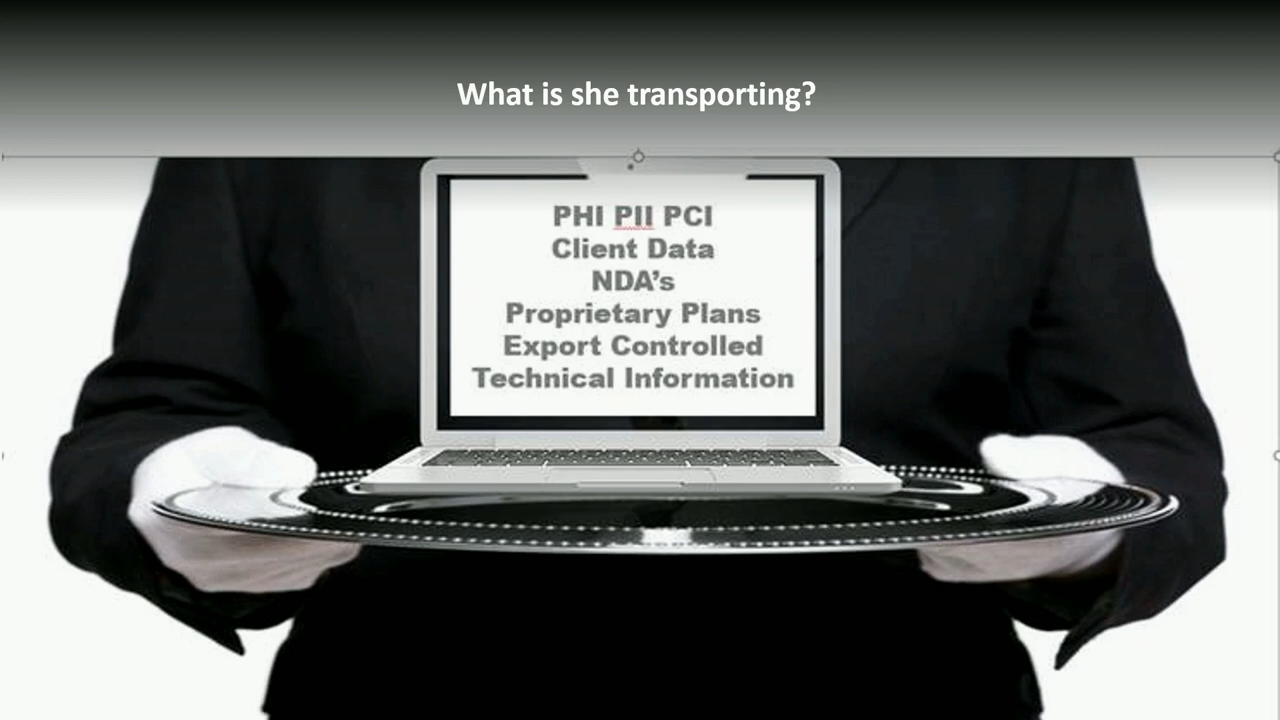 What is she transporting?
PHI PII PCI
Client Data
NDA’s
Proprietary Plans
Export Controlled
Technical Information